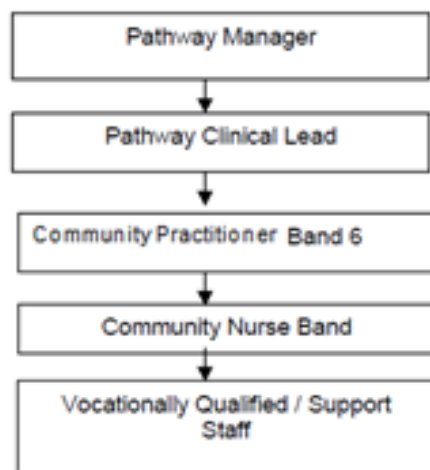 Pathway Manager
Pathway Clinical Lead
Community Practitioner Band 6
Community Nurse Band
Vocationally Qualified / Support
Staff